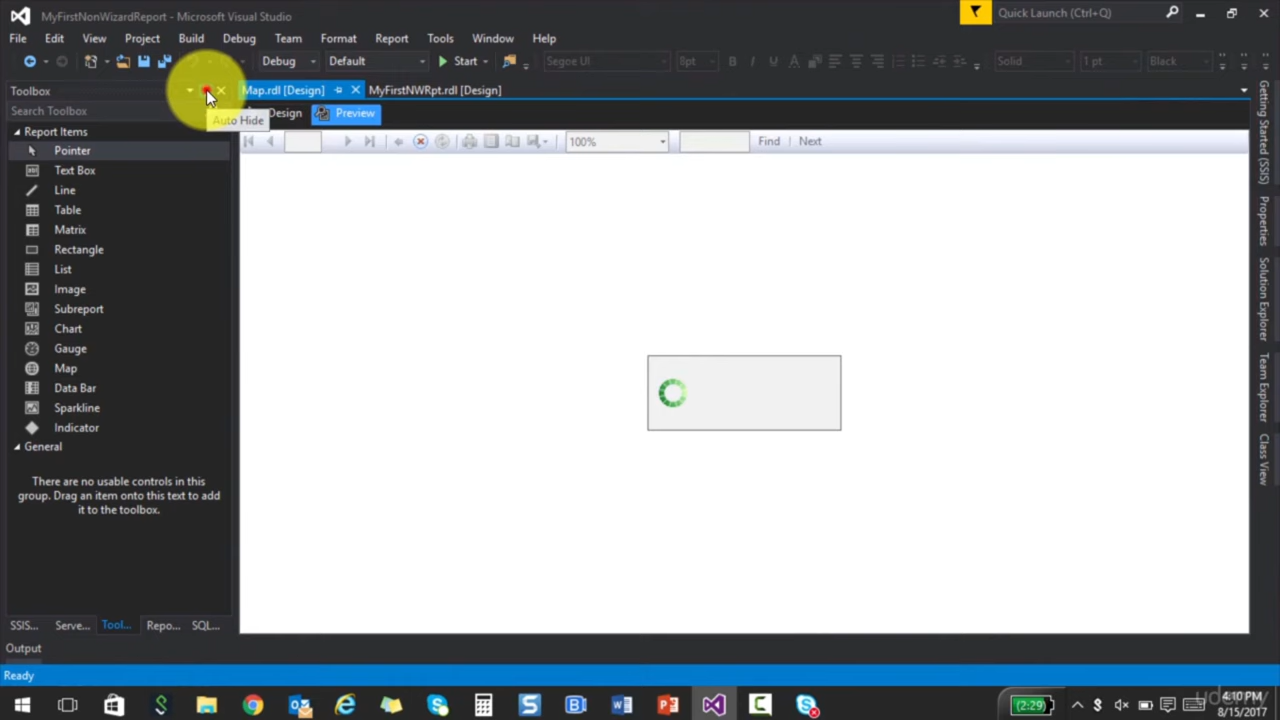 MyFirstNonWizardReport - Microsoft Visual Studio
Quick Launch (Ctrl+Q)
File Edit View Project Build Debug Team Format Report Tools Window Help
Debug Default Start Segoe UI 8pt B I U A Solid 1 pt Black
Toolbox
Map.rdl [Design] MyFirstNWRpt.rdl [Design]
Search Toolbox
Auto Hide
Design Preview
100% Find Next
Report Items
Pointer
Text Box
Line
Table
Matrix
Rectangle
List
Image
Subreport
Chart
Gauge
Map
Data Bar
Sparkline
Indicator
General
There are no usable controls in this
group. Drag an item onto this text to add
it to the toolbox.
SSIS... Serve... Tool... Repo... SQL...
Getting Started (SSIS)
Properties
Solution Explorer
Team Explorer
Class View
Output
Ready
(2:29)
4:10 PM
8/15/2017
udemy